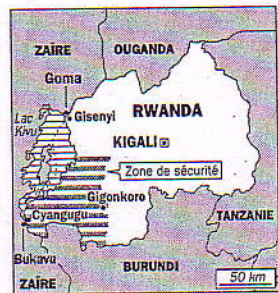 ZAÏRE
OUGANDA
Goma
Gisenyi
Lac
Kivu
RWANDA
KIGALI
Zone de sécurité
Gigonkoro
Cyangugu
TANZANIE
Bukavu
ZAÏRE
BURUNDI
50 km